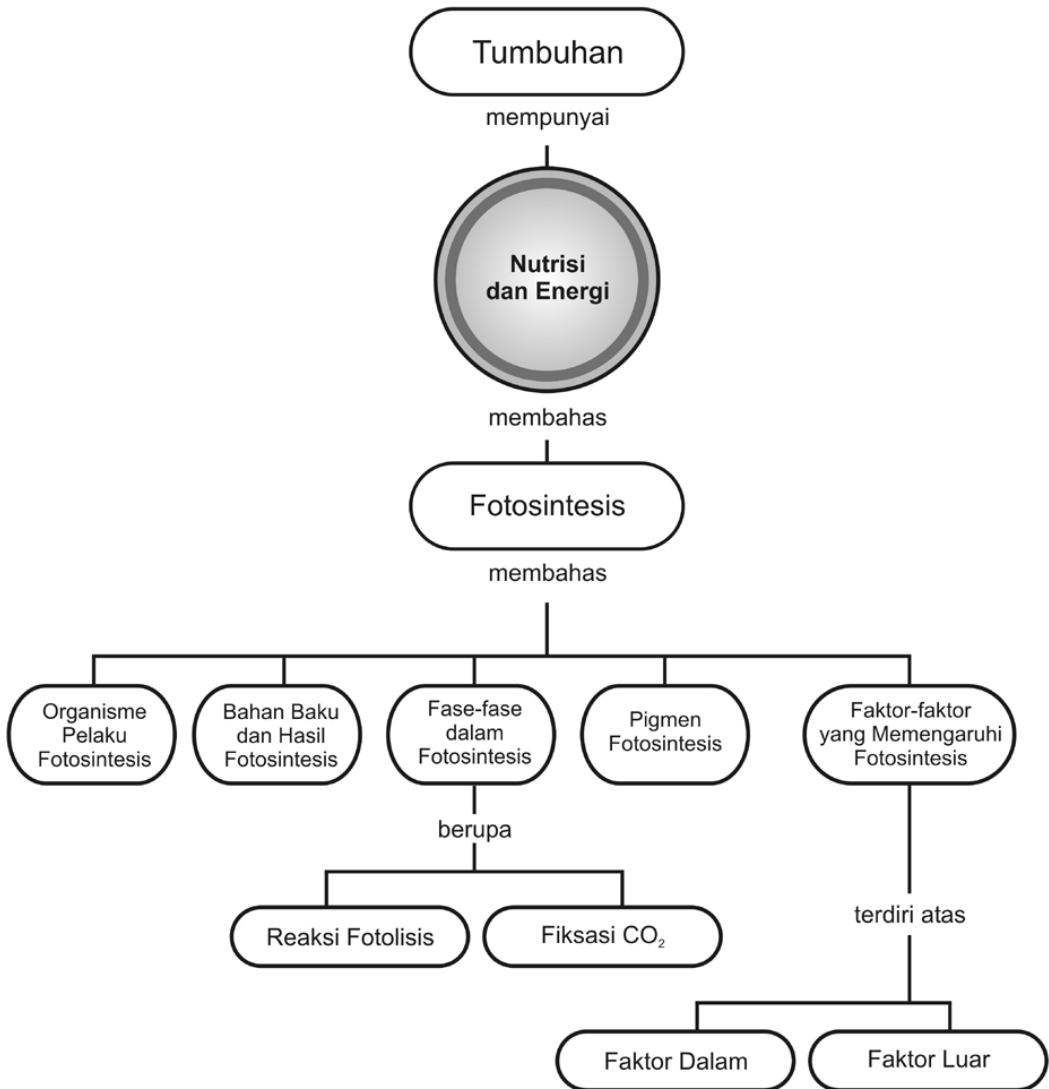 Tumbuhan
mempunyai
Nutrisi
dan Energi
membahas
Fotosintesis
membahas
Organisme
Pelaku
Fotosintesis
Bahan Baku
dan Hasil
Fotosintesis
Fase-fase
dalam
Fotosintesis
Pigmen
Fotosintesis
Faktor-faktor
yang Memengaruhi
Fotosintesis
berupa
Reaksi Fotolisis
Fiksasi CO₂
terdiri atas
Faktor Dalam
Faktor Luar